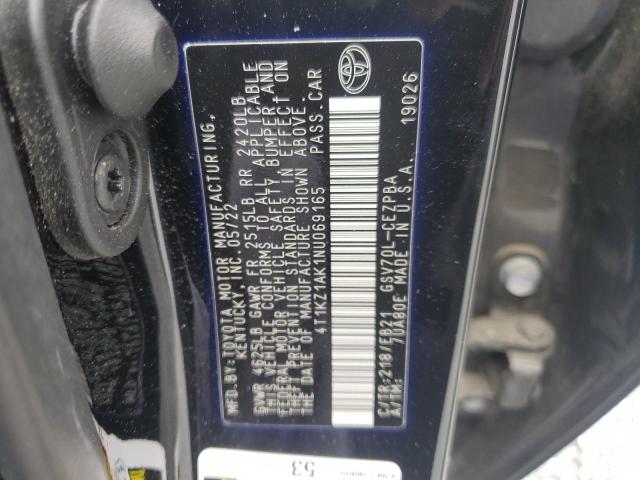 MFD.BY: TOYOTA MOTOR MANUFACTURING,
KENTUCKY, INC. 05/22
GVWR 4625LB GAWR FR 2515LB RR 2420LB
THIS VEHICLE CONFORMS TO ALL APPLICABLE
FEDERAL MOTOR VEHICLE SAFETY, BUMPER AND
THEFT PREVENTION STANDARDS IN EFFECT ON
THE DATE OF MANUFACTURE SHOWN ABOVE.
4T1KZ1AK1NU069165 PASS. CAR
C/TR:218/EB21 GSV70L-CEZPBA
A/TM: 7UA80E MADE IN U.S.A. 19026
53